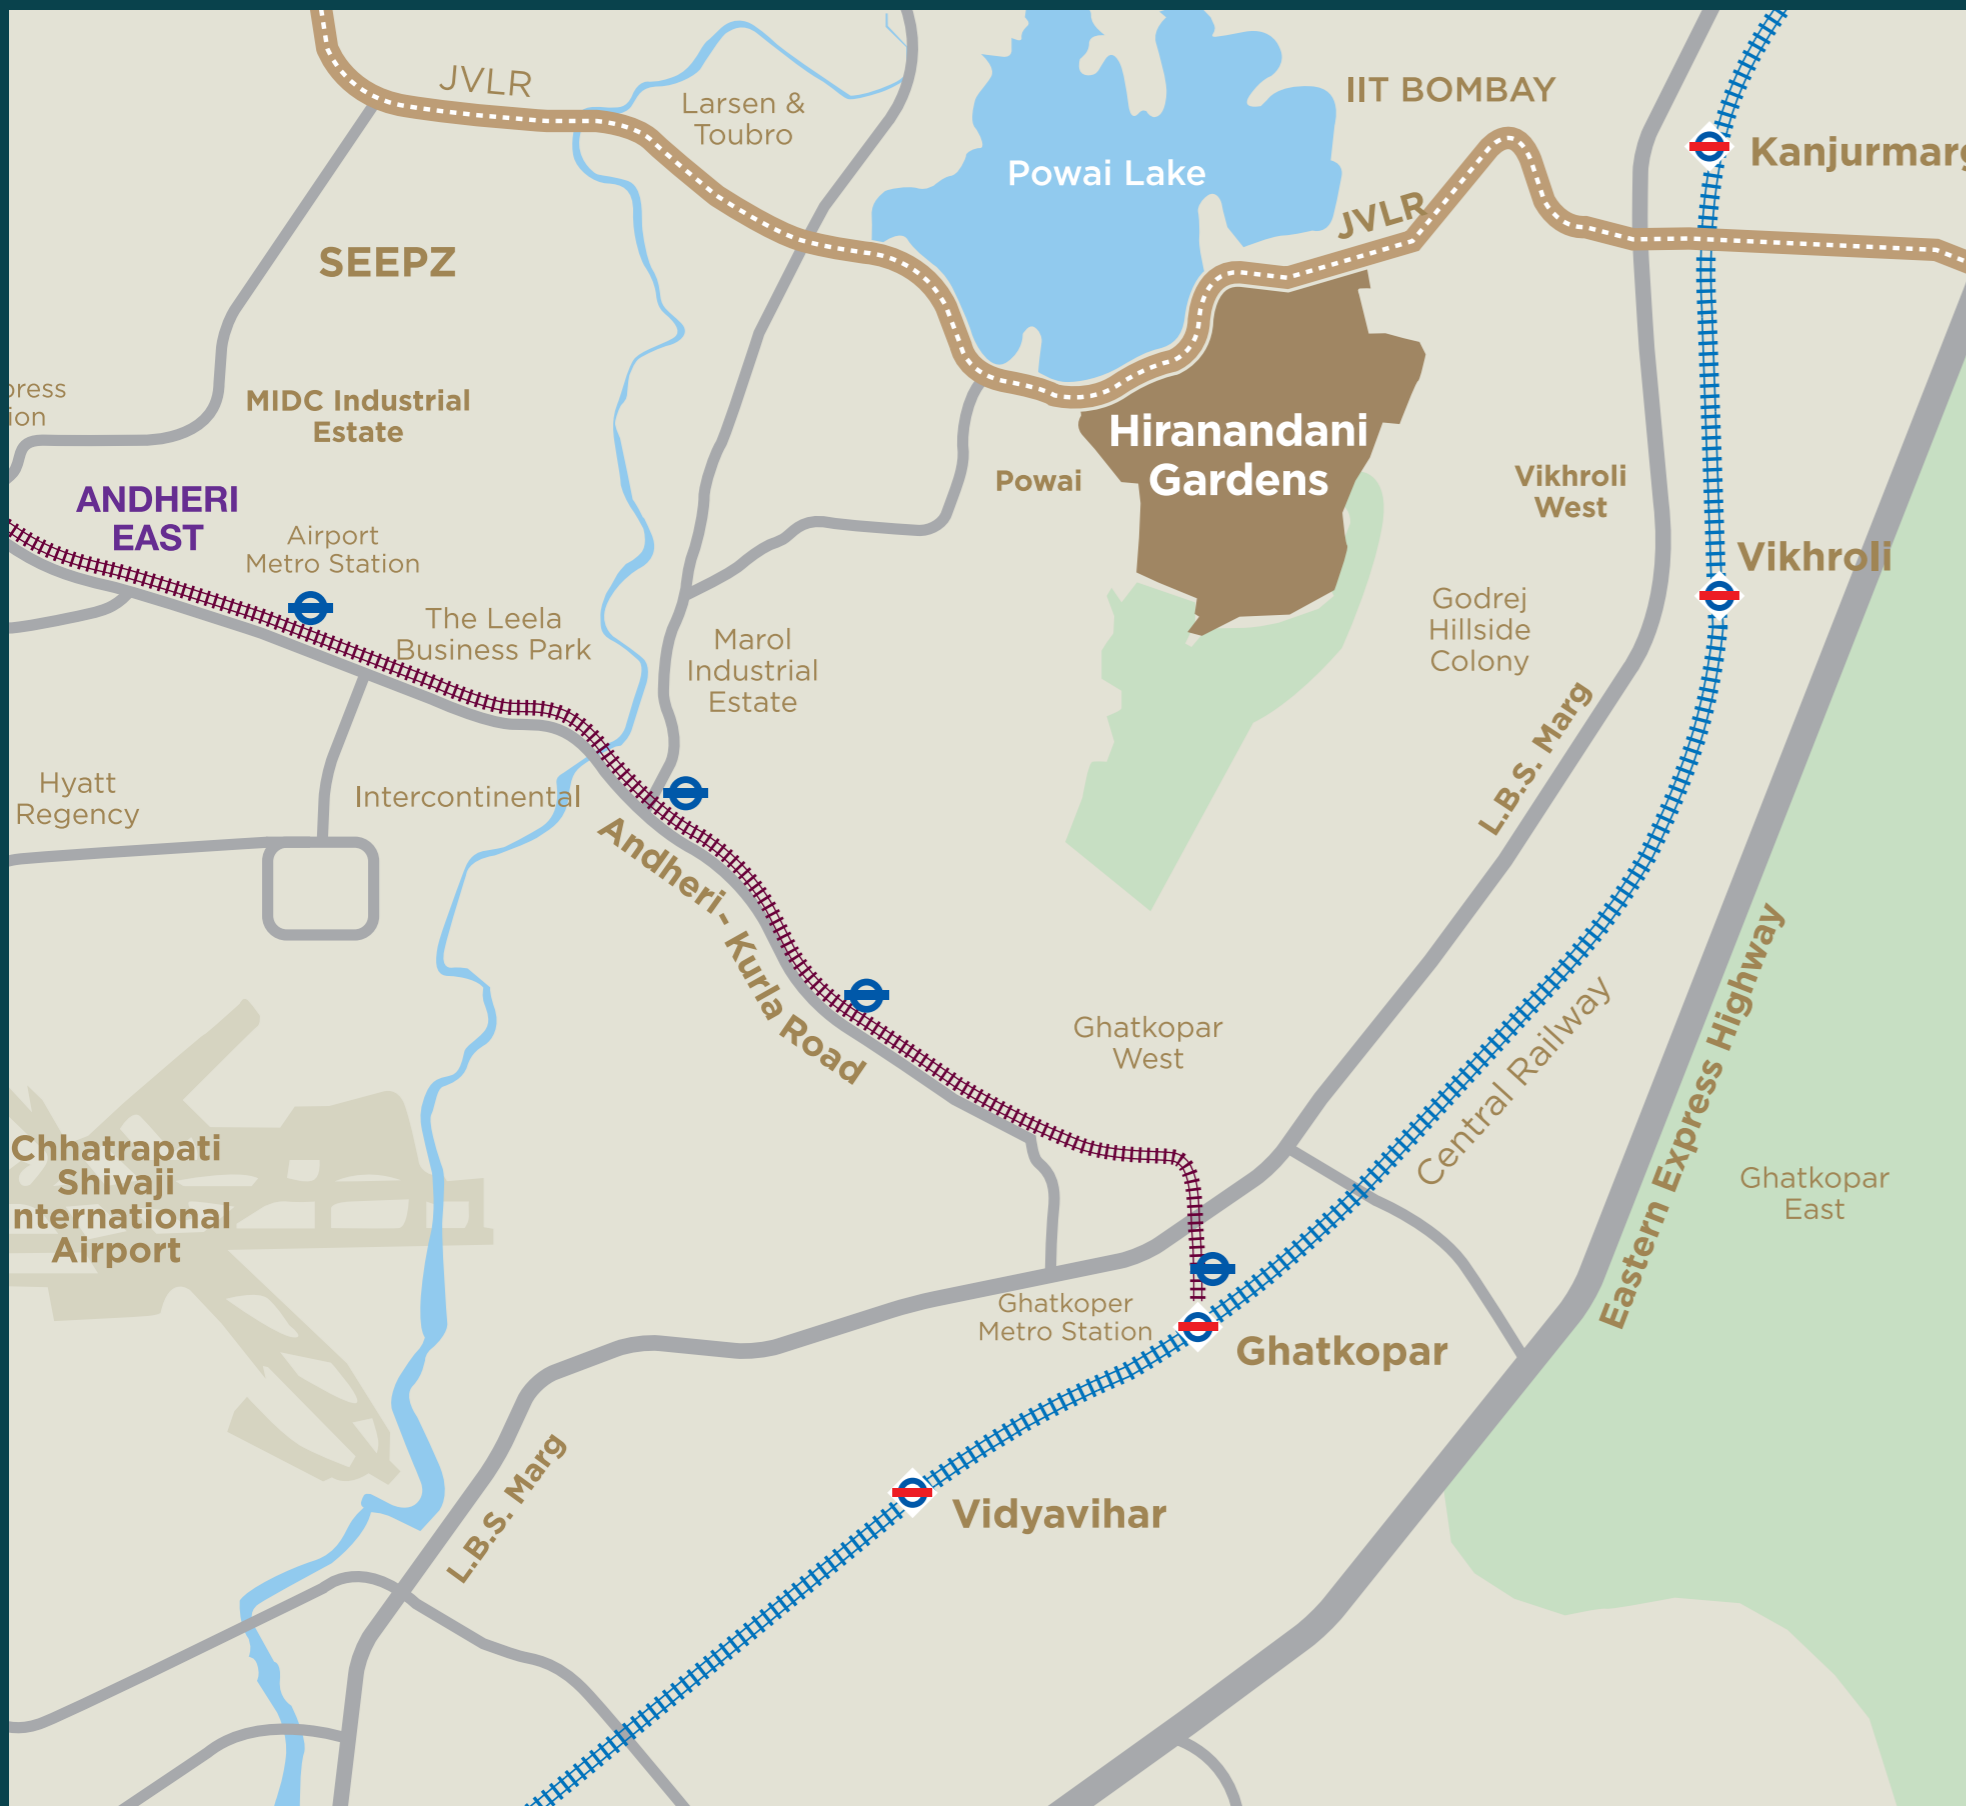 JVLR
Larsen &
Toubro
IIT BOMBAY
Kanjurmarg
Powai Lake
JVLR
SEEPZ
press
ion
MIDC Industrial
Estate
Hiranandani
Gardens
Powai
Vikhroli
West
ANDHERI
EAST
Airport
Metro Station
Vikhroli
The Leela
Business Park
Marol
Industrial
Estate
Godrej
Hillside
Colony
L.B.S. Marg
Hyatt
Regency
Intercontinental
Andheri - Kurla Road
Ghatkopar
West
Central Railway
Eastern Express Highway
Chhatrapati
Shivaji
nternational
Airport
Ghatkopar
East
Ghatkoper
Metro Station
Ghatkopar
L.B.S. Marg
Vidyavihar